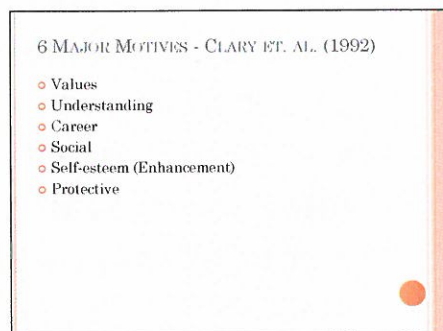 6 MAJOR MOTIVES - CLARY ET. AL. (1992)
Values
Understanding
Career
Social
Self-esteem (Enhancement)
Protective